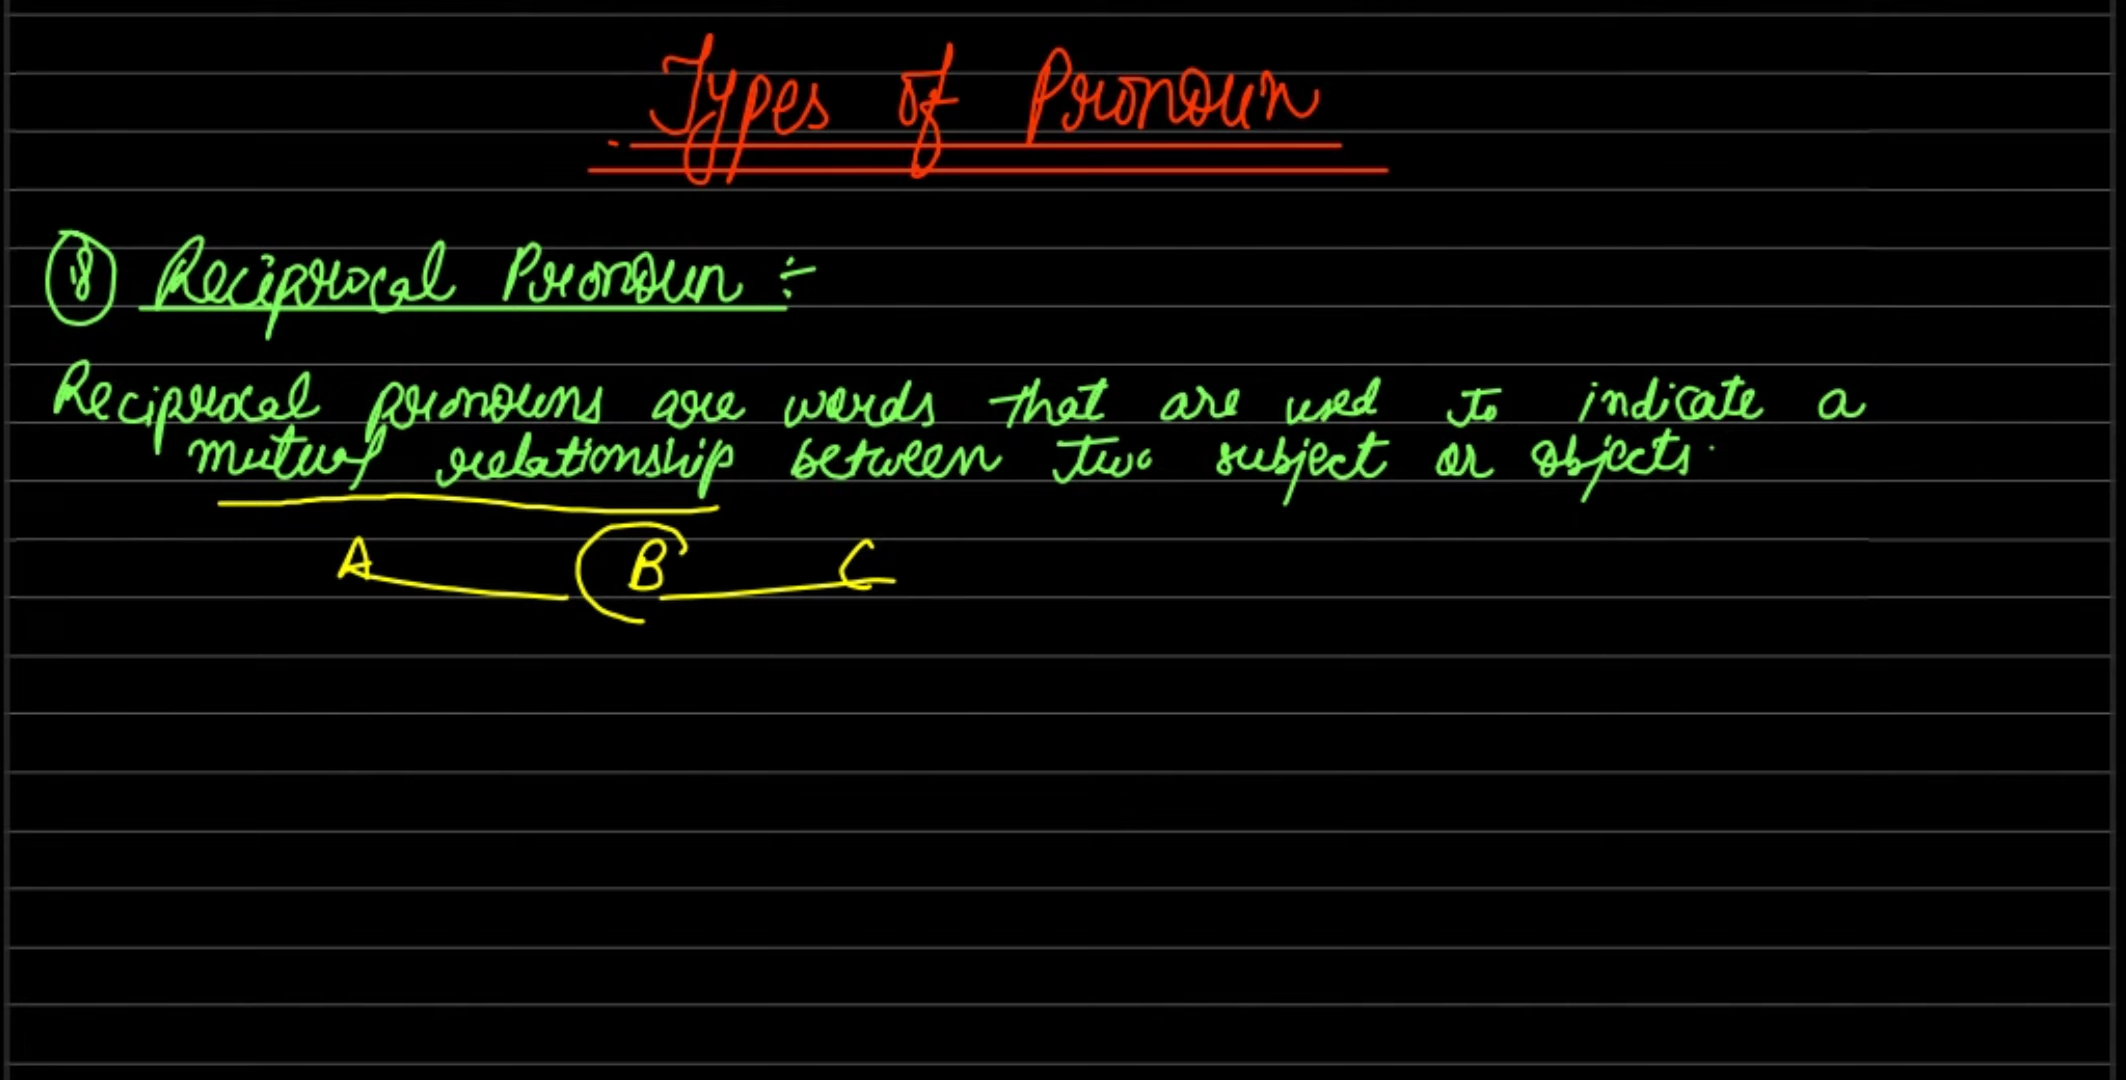 Types of Pronoun
8 Reciprocal Pronoun :-
Reciprocal pronouns are words that are used to indicate a
mutual relationship between two subject or objects.
A B C